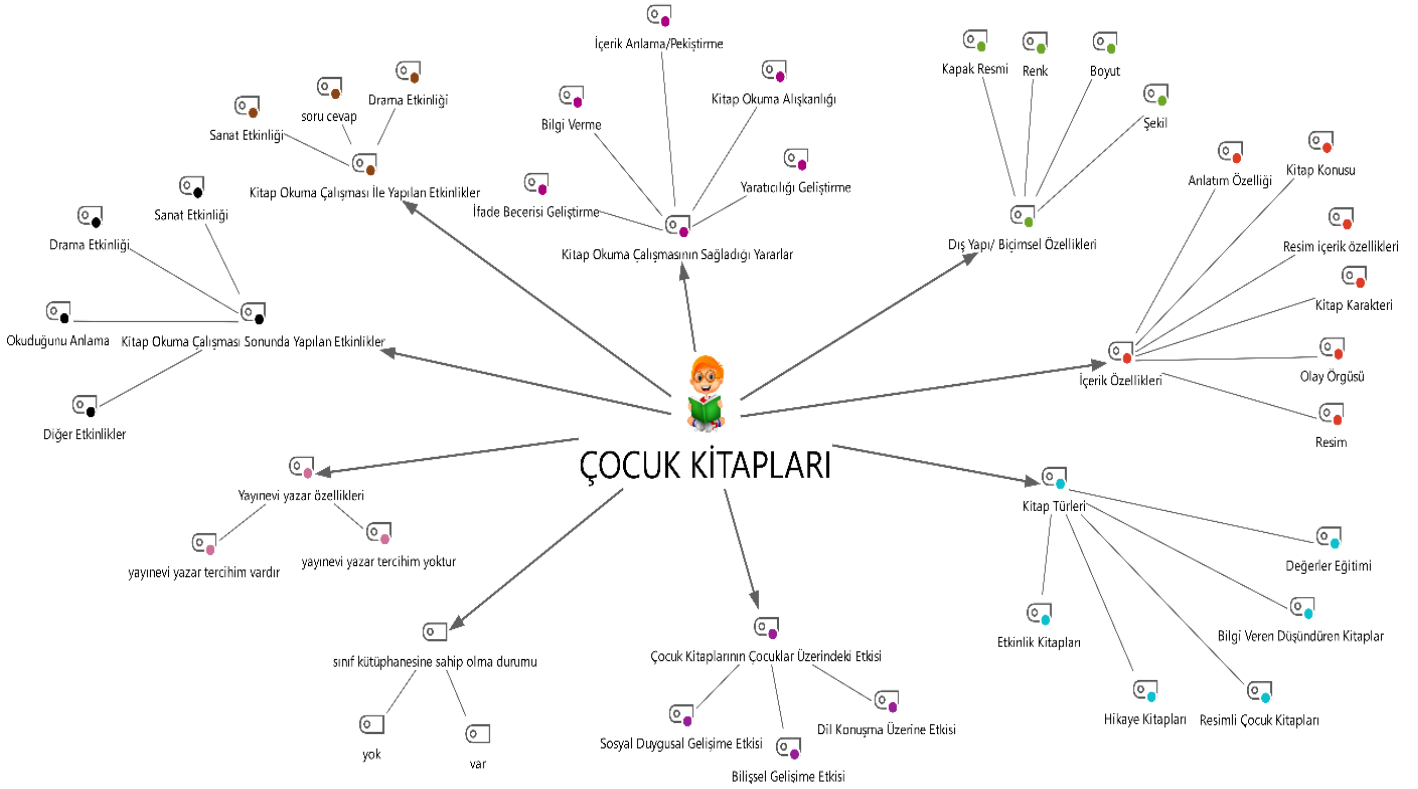 İçerik Anlama/Pekiştirme
Kitap Okuma Alışkanlığı
Bilgi Verme
Yaratıcılığı Geliştirme
İfade Becerisi Geliştirme
Kitap Okuma Çalışmasının Sağladığı Yararlar
Kapak Resmi
Renk
Boyut
Şekil
Dış Yapı/ Biçimsel Özellikleri
Anlatım Özelliği
Kitap Konusu
Resim içerik özellikleri
Kitap Karakteri
Olay Örgüsü
Resim
İçerik Özellikleri
Drama Etkinliği
soru cevap
Sanat Etkinliği
Kitap Okuma Çalışması İle Yapılan Etkinlikler
Sanat Etkinliği
Drama Etkinliği
Okuduğunu Anlama
Kitap Okuma Çalışması Sonunda Yapılan Etkinlikler
Diğer Etkinlikler
ÇOCUK KİTAPLARI
Yayınevi yazar özellikleri
yayınevi yazar tercihim vardır
yayınevi yazar tercihim yoktur
sınıf kütüphanesine sahip olma durumu
yok
var
Çocuk Kitaplarının Çocuklar Üzerindeki Etkisi
Sosyal Duygusal Gelişime Etkisi
Bilişsel Gelişime Etkisi
Dil Konuşma Üzerine Etkisi
Kitap Türleri
Değerler Eğitimi
Bilgi Veren Düşündüren Kitaplar
Etkinlik Kitapları
Hikaye Kitapları
Resimli Çocuk Kitapları